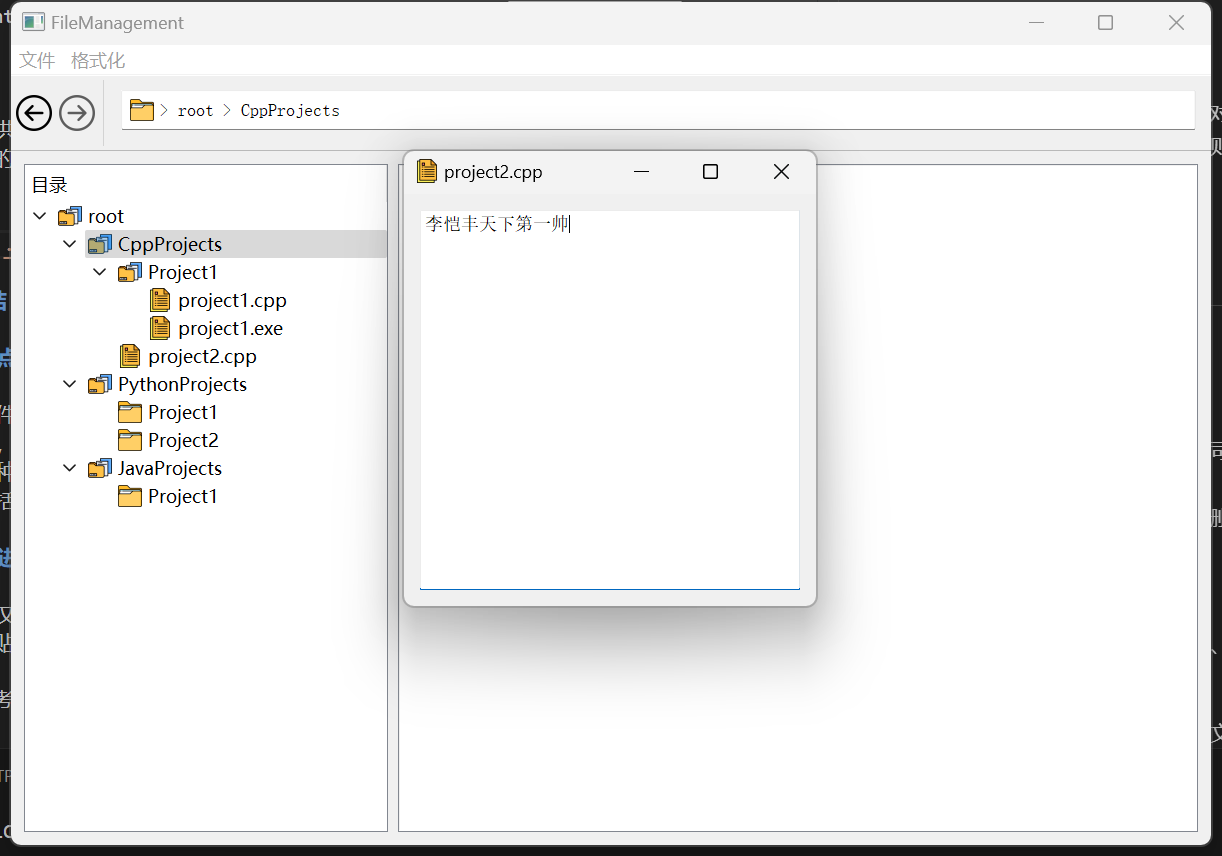 FileManagement
文件 格式化
root CppProjects
目录
root
CppProjects
Project1
project1.cpp
project1.exe
project2.cpp
PythonProjects
Project1
Project2
JavaProjects
Project1
project2.cpp
李恺丰天下第一帅